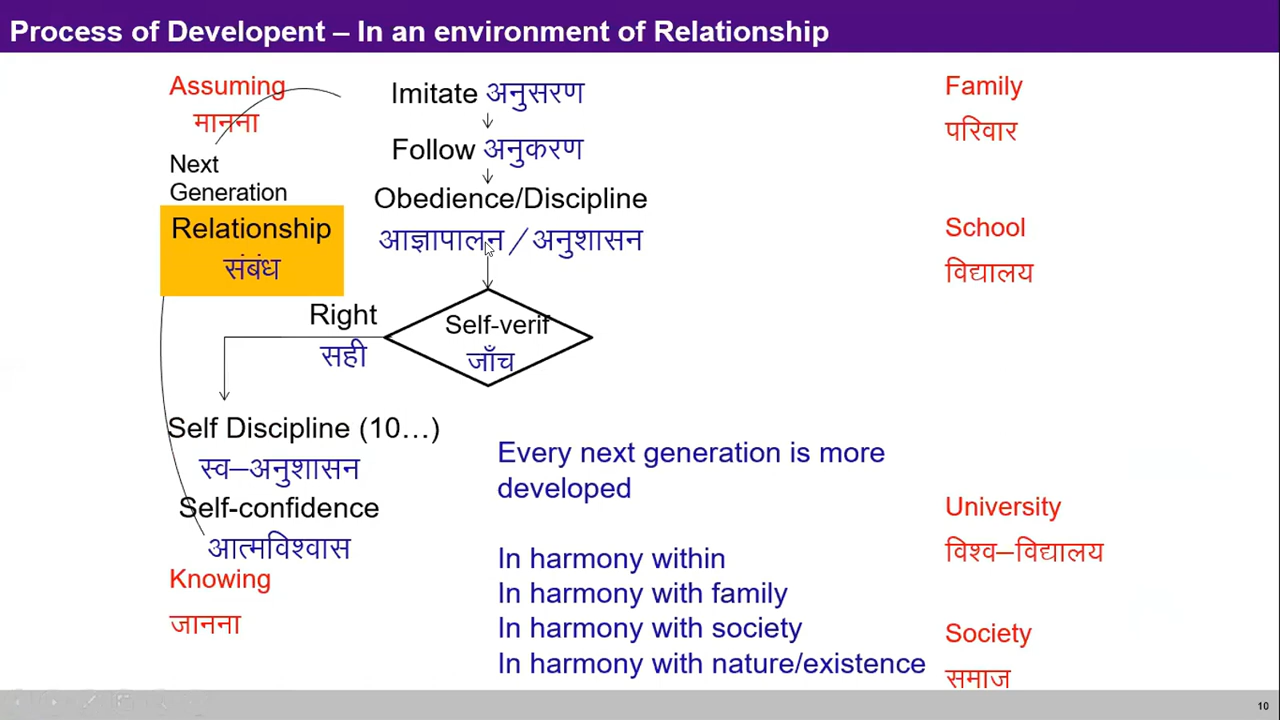 Process of Developent – In an environment of Relationship
Assuming
मानना
Next
Generation
Relationship
संबंध
Imitate अनुसरण
Follow अनुकरण
Obedience/Discipline
आज्ञापालन / अनुशासन
Self-verif
जाँच
Right
सही
Self Discipline (10…)
स्व–अनुशासन
Self-confidence
आत्मविश्वास
Knowing
जानना
Every next generation is more
developed
In harmony within
In harmony with family
In harmony with society
In harmony with nature/existence
Family
परिवार
School
विद्यालय
University
विश्व–विद्यालय
Society
समाज
10